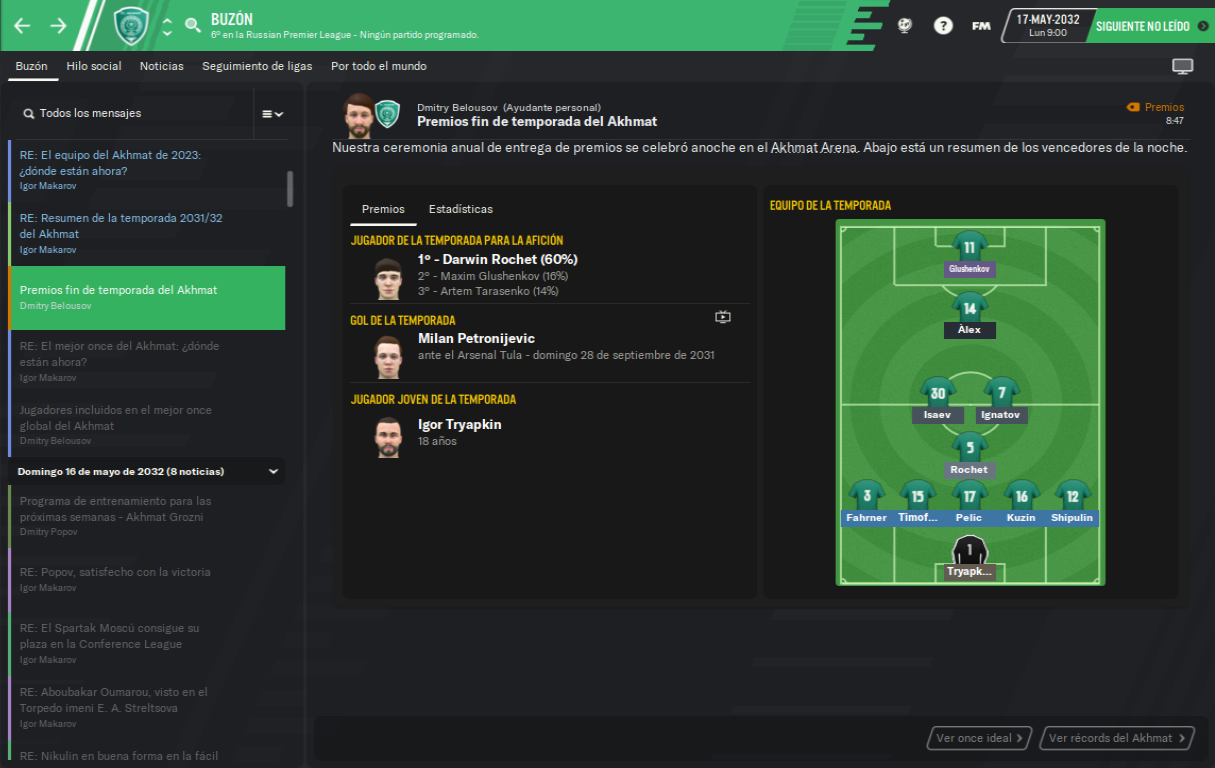 BUZÓN
6º en la Russian Premier League - Ningún partido programado.
FM
17-MAY-2032
Lun 9:00
SIGUIENTE NO LEÍDO
Buzón
Hilo social
Noticias
Seguimiento de ligas
Por todo el mundo
Todos los mensajes
RE: El equipo del Akhmat de 2023:
¿dónde están ahora?
Igor Makarov
RE: Resumen de la temporada 2031/32
del Akhmat
Igor Makarov
Premios fin de temporada del Akhmat
Dmitry Belousov
RE: El mejor once del Akhmat: ¿dónde
están ahora?
Igor Makarov
Jugadores incluidos en el mejor once
global del Akhmat
Dmitry Belousov
Domingo 16 de mayo de 2032 (8 noticias)
Programa de entrenamiento para las
próximas semanas - Akhmat Grozni
Dmitry Popov
RE: Popov, satisfecho con la victoria
Igor Makarov
RE: El Spartak Moscú consigue su
plaza en la Conference League
Igor Makarov
RE: Aboubakar Oumarou, visto en el
Torpedo imeni E. A. Streltsova
Igor Makarov
RE: Nikulin en buena forma en la fácil
Dmitry Belousov (Ayudante personal)
Premios fin de temporada del Akhmat
Premios
8:47
Nuestra ceremonia anual de entrega de premios se celebró anoche en el Akhmat Arena. Abajo está un resumen de los vencedores de la noche.
Premios
Estadísticas
JUGADOR DE LA TEMPORADA PARA LA AFICIÓN
1º - Darwin Rochet (60%)
2º - Maxim Glushenkov (16%)
3º - Artem Tarasenko (14%)
GOL DE LA TEMPORADA
Milan Petronijevic
ante el Arsenal Tula - domingo 28 de septiembre de 2031
JUGADOR JOVEN DE LA TEMPORADA
Igor Tryapkin
18 años
EQUIPO DE LA TEMPORADA
11
Glushenkov
14
Àlex
30 7
Isaev Ignatov
5
Rochet
3 15 17 16 12
Fahrner Timof... Pelic Kuzin Shipulin
1
Tryapk...
Ver once ideal
Ver récords del Akhmat